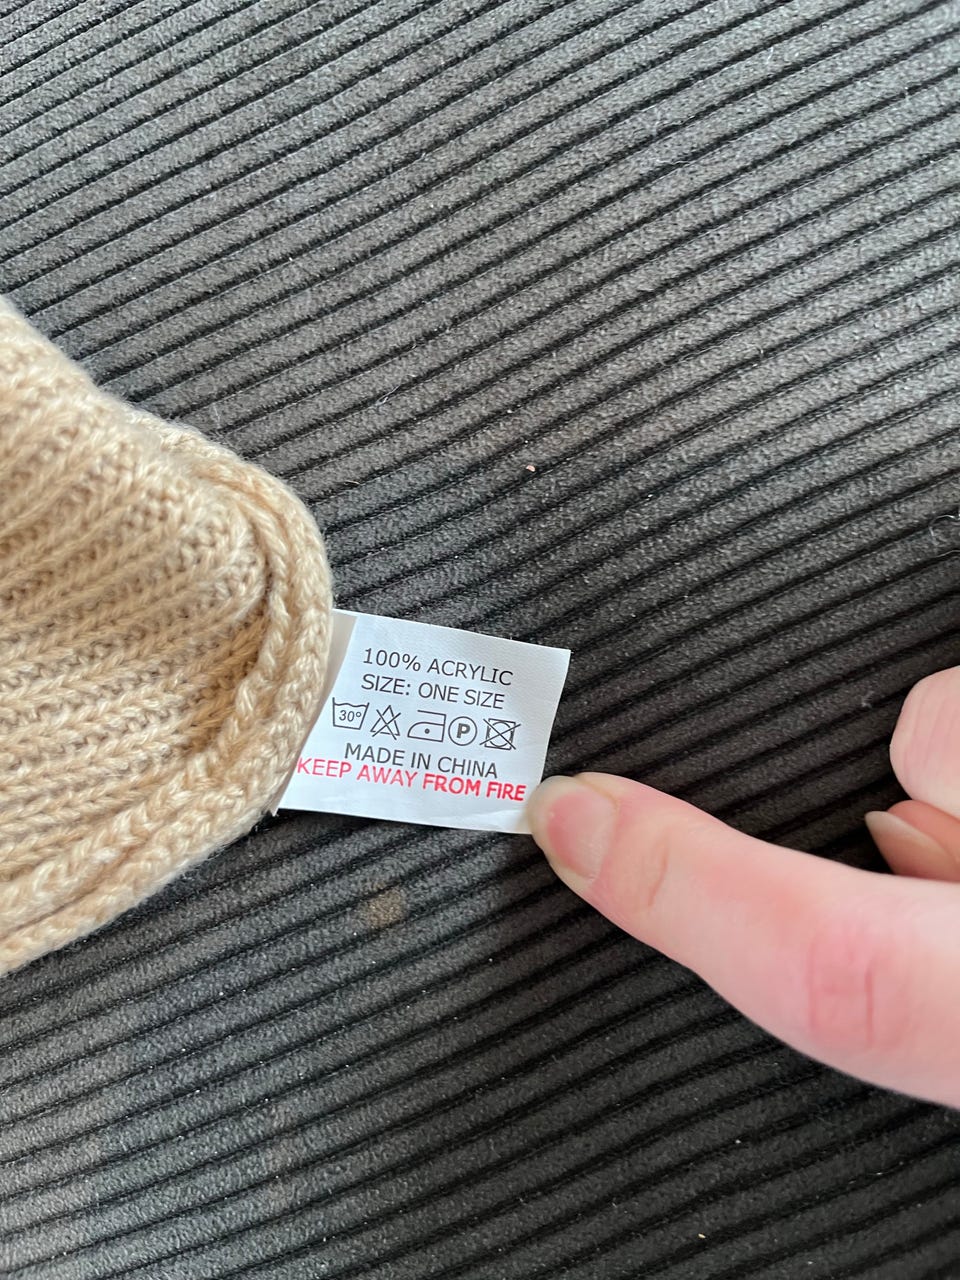 100% ACRYLIC
SIZE: ONE SIZE
30° P
MADE IN CHINA
KEEP AWAY FROM FIRE